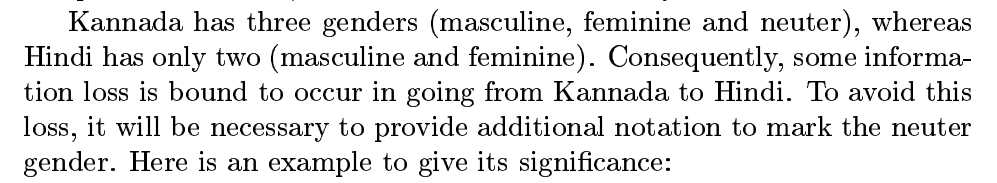 Kannada has three genders (masculine, feminine and neuter), whereas
Hindi has only two (masculine and feminine). Consequently, some informa-
tion loss is bound to occur in going from Kannada to Hindi. To avoid this
loss, it will be necessary to provide additional notation to mark the neuter
gender. Here is an example to give its significance: